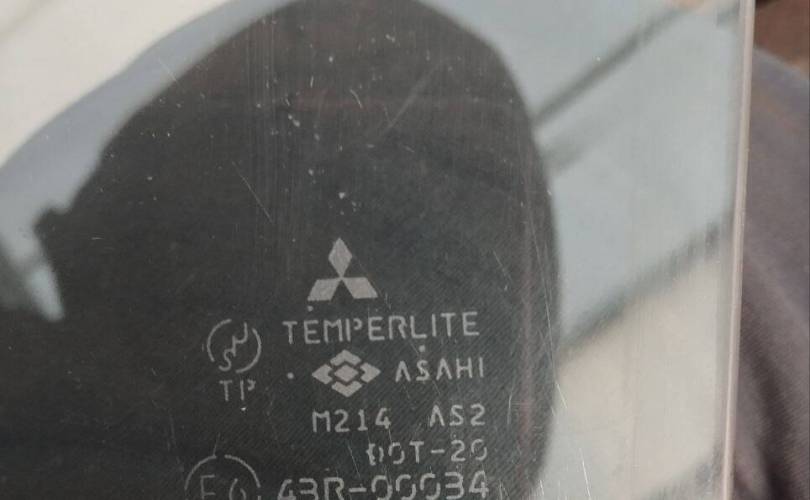 TEMPERLITE
TP
ASAHI
M214 AS2
DOT-20
E6 43R-00034